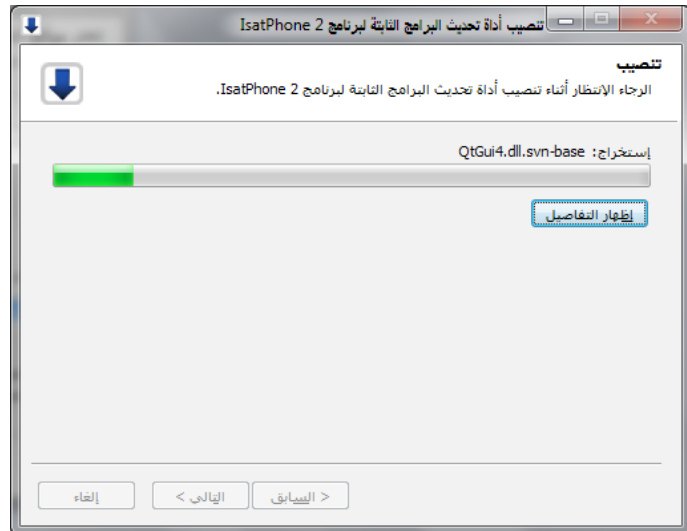 تنصيب أداة تحديث البرامج الثابتة لبرنامج IsatPhone 2
تنصيب
الرجاء الإنتظار أثناء تنصيب أداة تحديث البرامج الثابتة لبرنامج IsatPhone 2.
إستخراج: QtGui4.dll.svn-base
إظهار التفاصيل
< السابق
التالي >
إلغاء